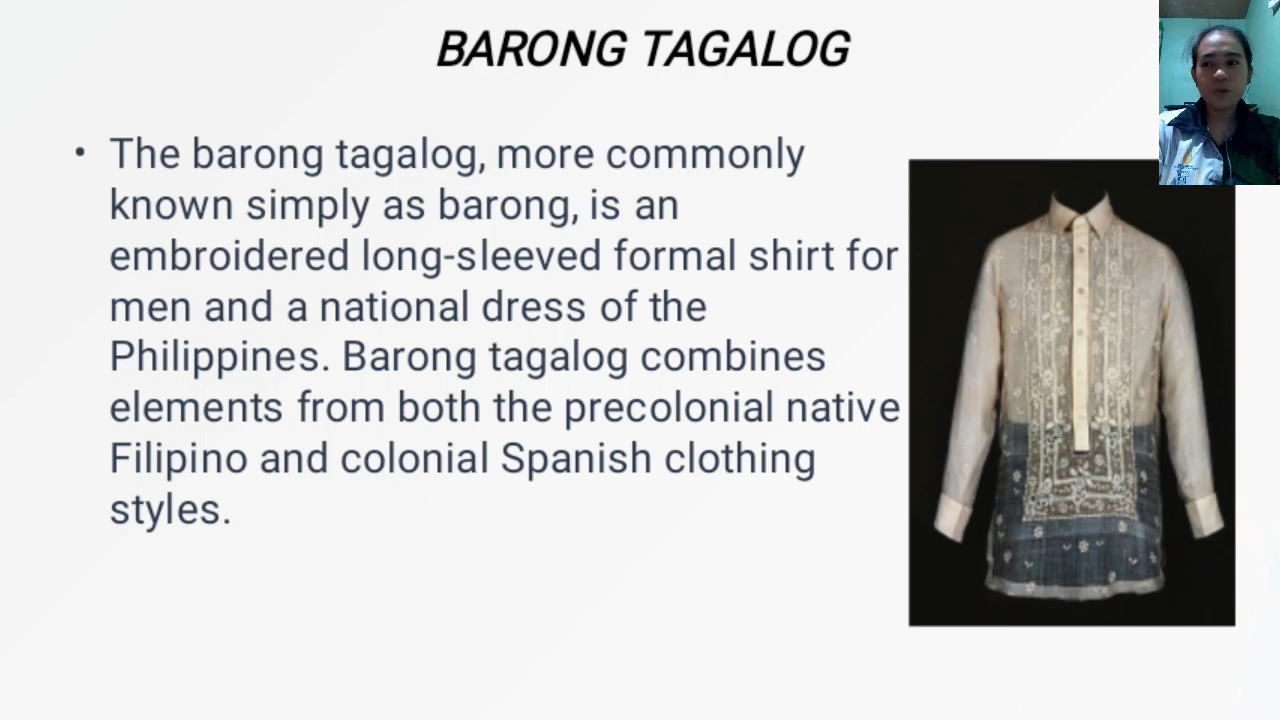 BARONG TAGALOG
• The barong tagalog, more commonly
known simply as barong, is an
embroidered long-sleeved formal shirt for
men and a national dress of the
Philippines. Barong tagalog combines
elements from both the precolonial native
Filipino and colonial Spanish clothing
styles.